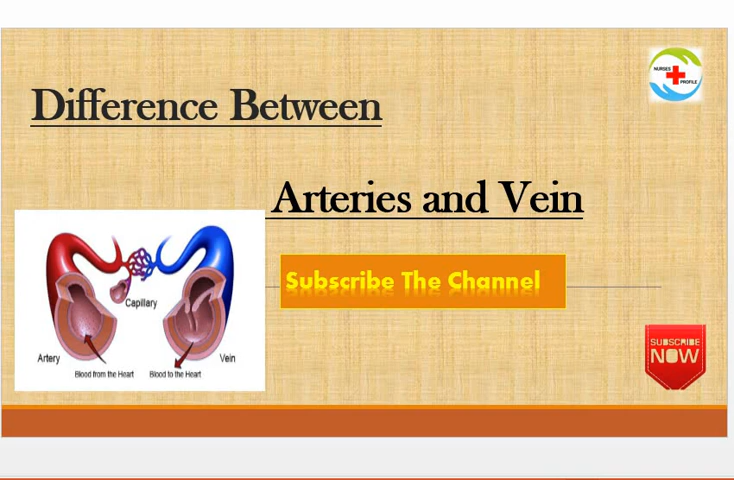 NURSES PROFILE
Difference Between
Arteries and Vein
Subscribe The Channel
Capillary
Artery
Vein
Blood from the Heart
Blood to the Heart
SUBSCRIBE
NOW